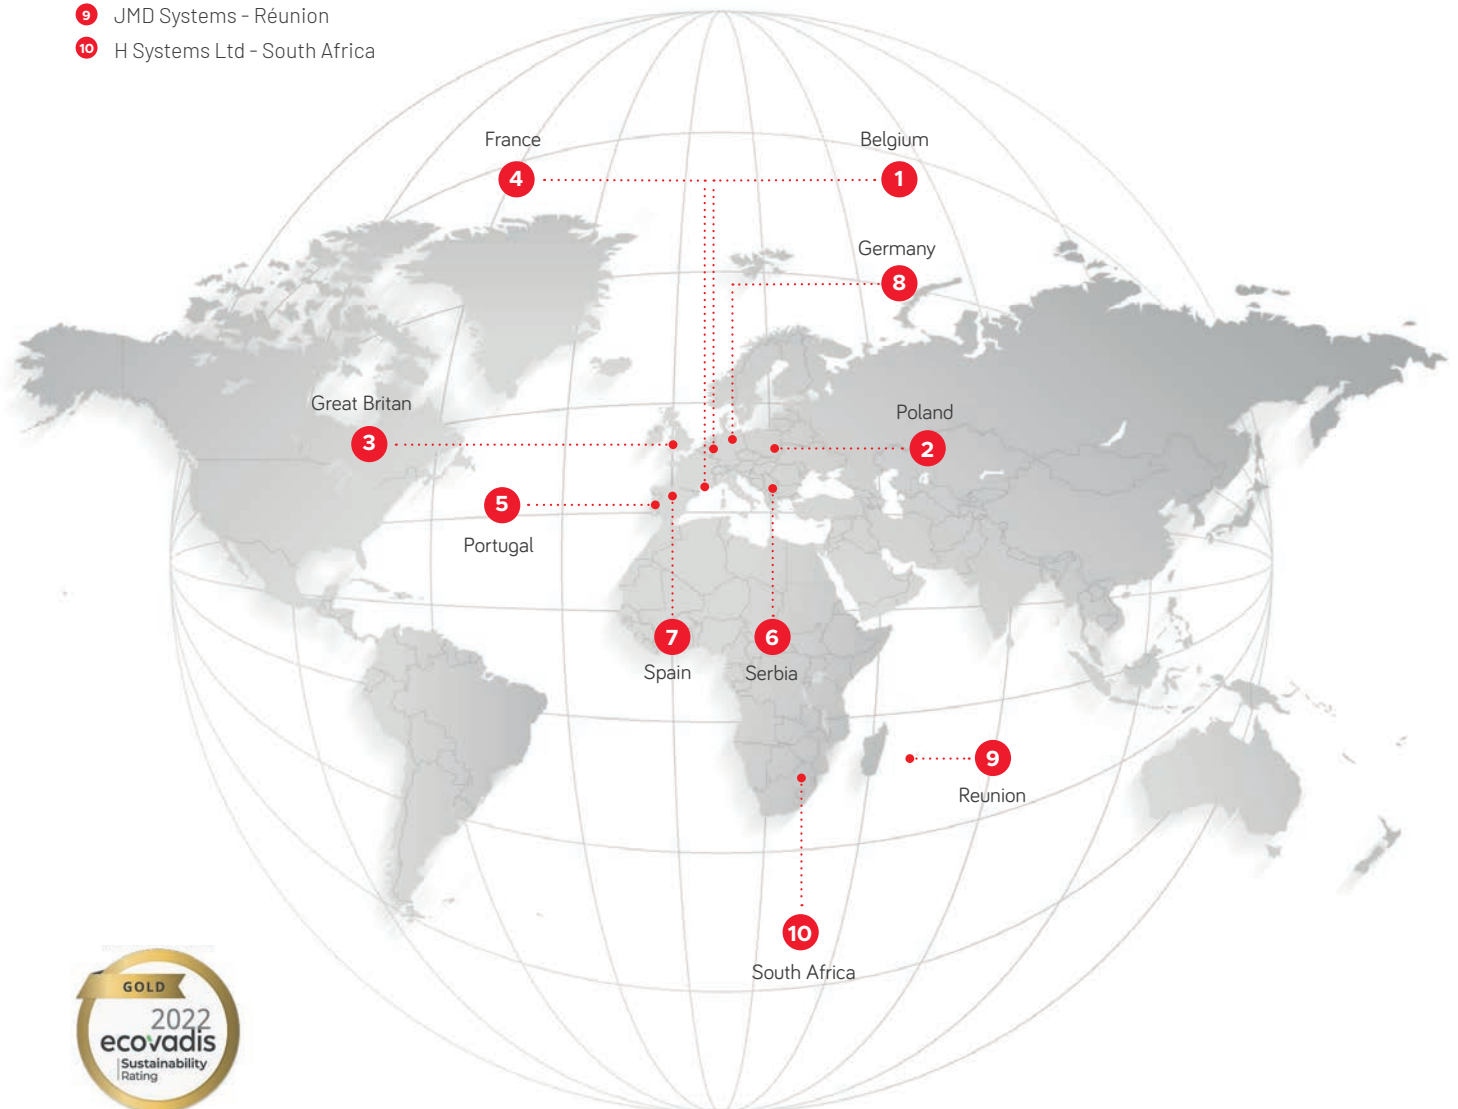 9 JMD Systems - Réunion
10 H Systems Ltd - South Africa
France
Belgium
4
1
Germany
8
Great Britan
Poland
3
2
5
Portugal
7
6
Spain
Serbia
9
Reunion
10
South Africa
GOLD
2022
ecovadis
Sustainability
Rating